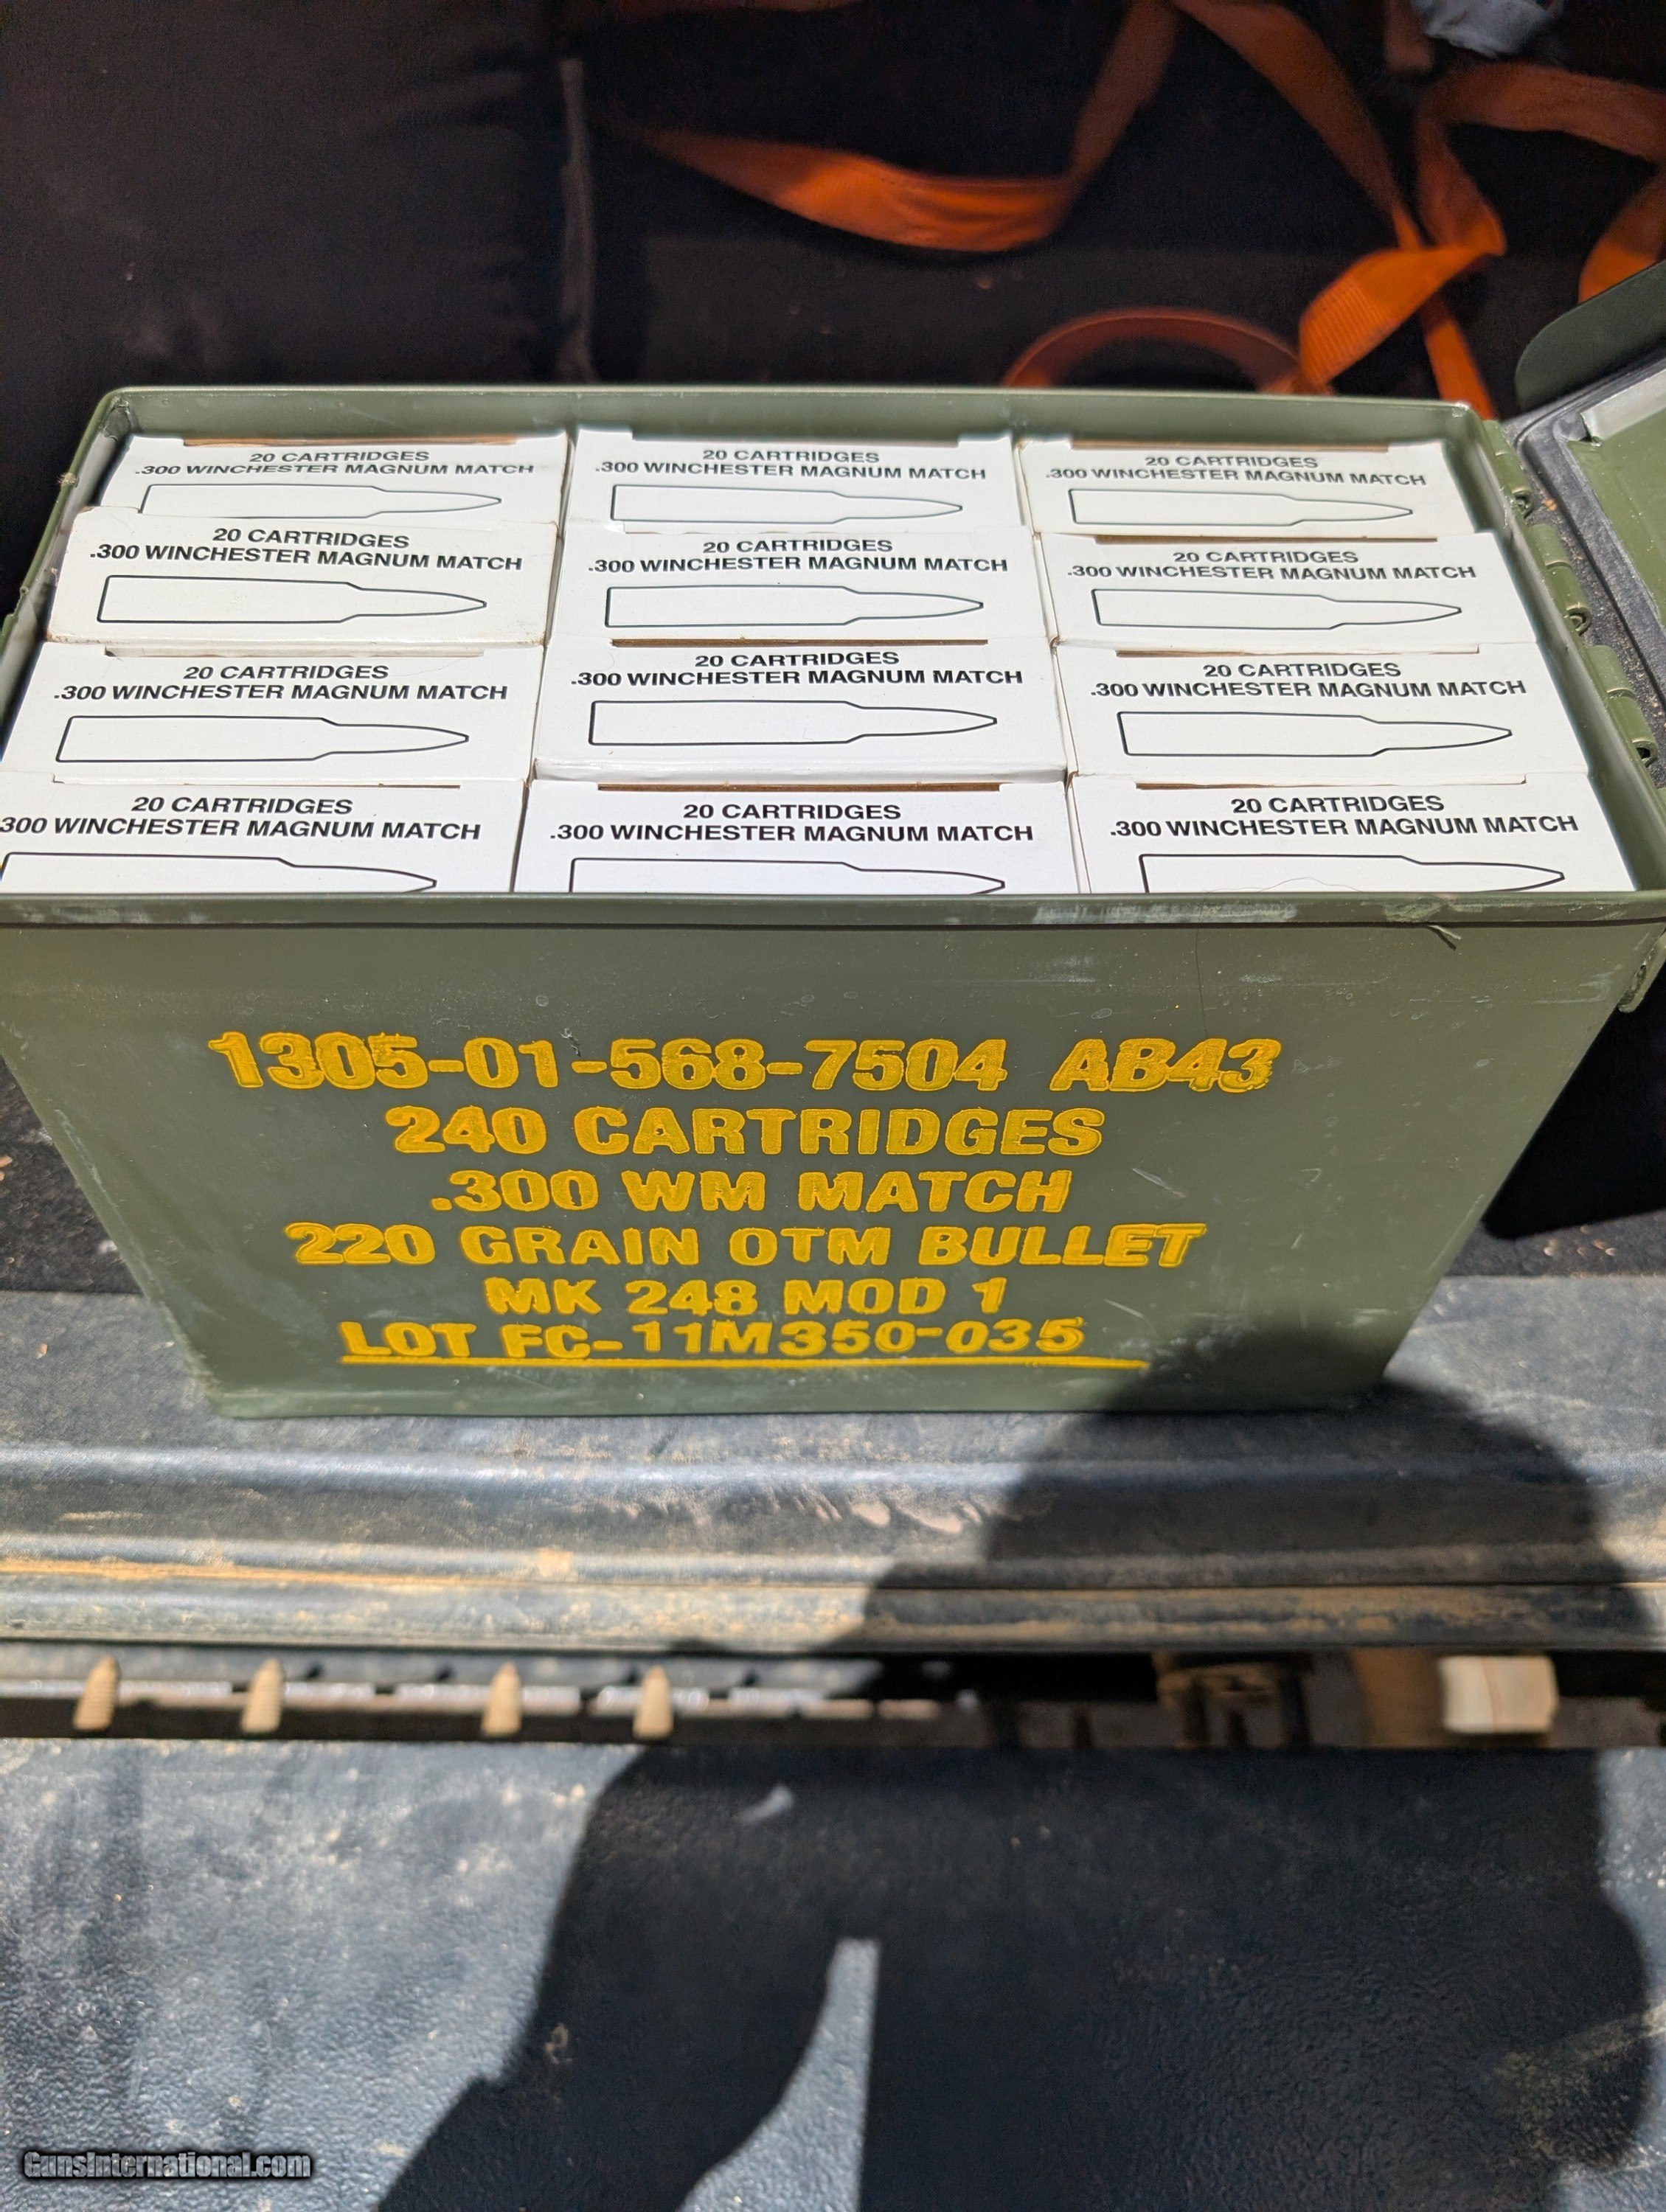 20 CARTRIDGES
.300 WINCHESTER MAGNUM MATCH
20 CARTRIDGES
.300 WINCHESTER MAGNUM MATCH
20 CARTRIDGES
.300 WINCHESTER MAGNUM MATCH
20 CARTRIDGES
.300 WINCHESTER MAGNUM MATCH
20 CARTRIDGES
.300 WINCHESTER MAGNUM MATCH
20 CARTRIDGES
.300 WINCHESTER MAGNUM MATCH
20 CARTRIDGES
.300 WINCHESTER MAGNUM MATCH
20 CARTRIDGES
.300 WINCHESTER MAGNUM MATCH
20 CARTRIDGES
.300 WINCHESTER MAGNUM MATCH
20 CARTRIDGES
300 WINCHESTER MAGNUM MATCH
20 CARTRIDGES
.300 WINCHESTER MAGNUM MATCH
20 CARTRIDGES
.300 WINCHESTER MAGNUM MATCH
1305-01-568-7504 AB43
240 CARTRIDGES
.300 WM MATCH
220 GRAIN OTM BULLET
MK 248 MOD 1
LOT FC-11M350-035
GunsInternational.com